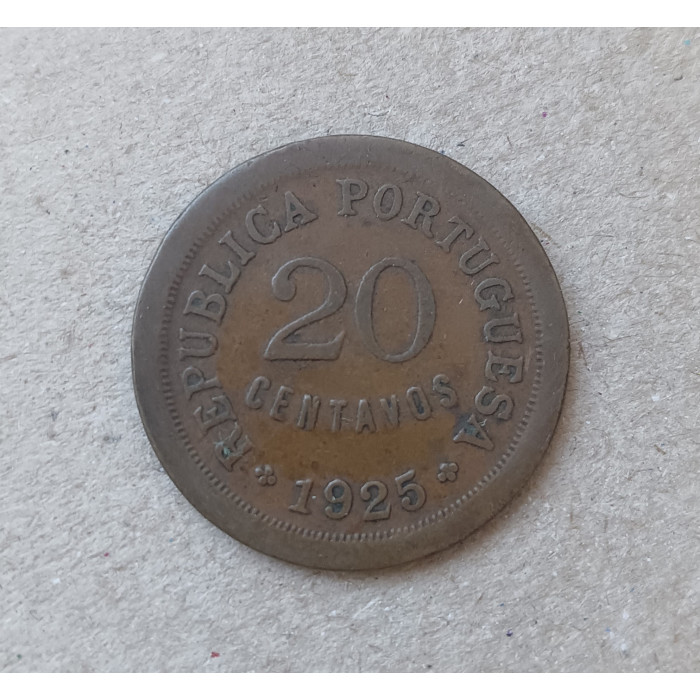 REPUBLICA PORTUGUESA
20
CENTAVOS
1925